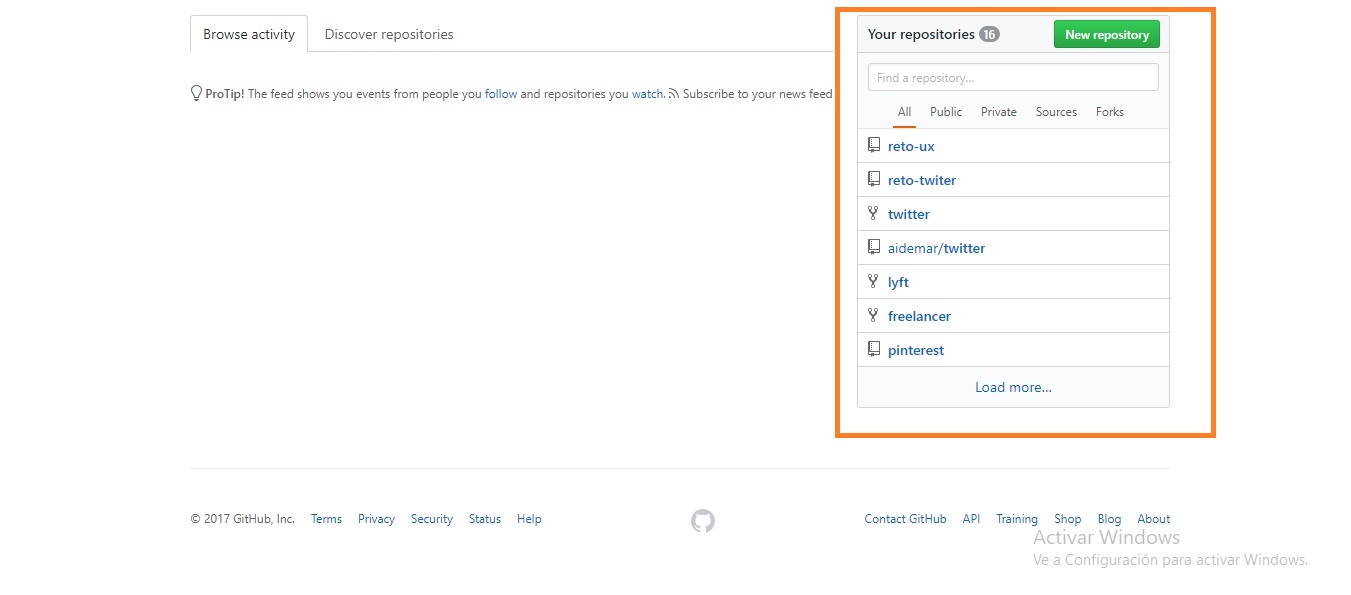 Browse activity Discover repositories
ProTip! The feed shows you events from people you follow and repositories you watch. Subscribe to your news feed
Your repositories 16 New repository
Find a repository...
All Public Private Sources Forks
reto-ux
reto-twiter
twitter
aidemar/twitter
lyft
freelancer
pinterest
Load more...
© 2017 GitHub, Inc. Terms Privacy Security Status Help
Contact GitHub API Training Shop Blog About
Activar Windows
Ve a Configuración para activar Windows.